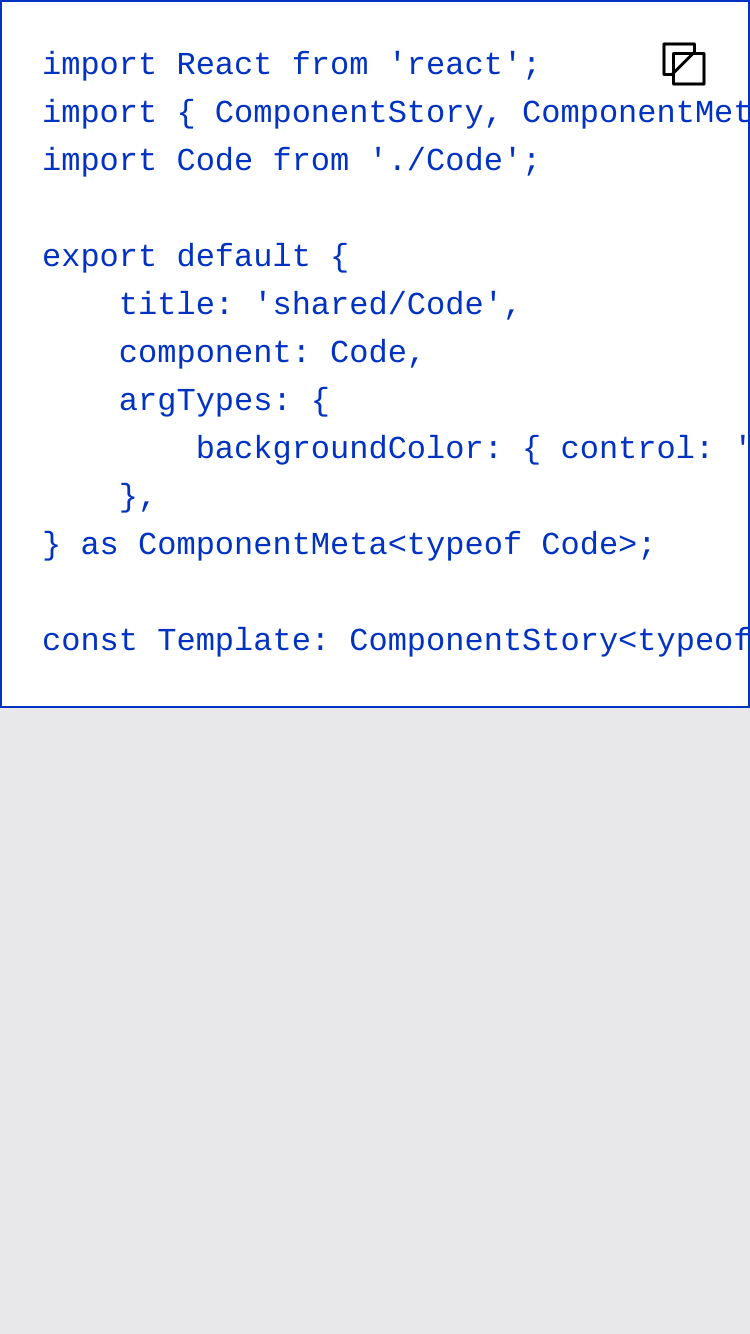 import React from 'react';
import { ComponentStory, ComponentMet
import Code from './Code';
export default {
    title: 'shared/Code',
    component: Code,
    argTypes: {
        backgroundColor: { control: '
    },
} as ComponentMeta<typeof Code>;
const Template: ComponentStory<typeof